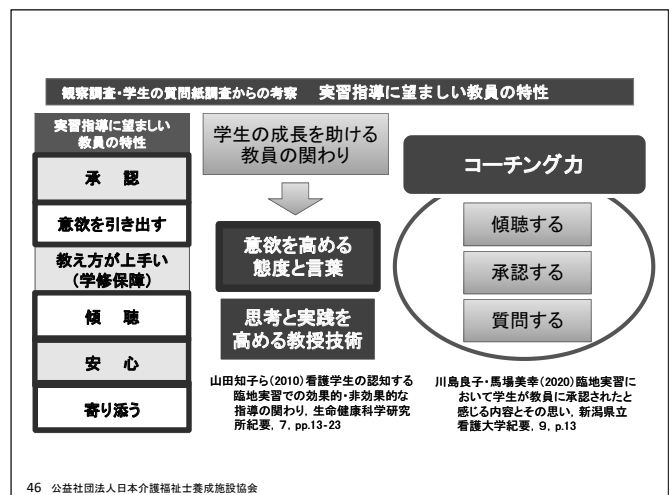 観察調査・学生の質問紙調査からの考察 実習指導に望ましい教員の特性
実習指導に望ましい
教員の特性
承 認
意欲を引き出す
教え方が上手い
(学修保障)
傾 聴
安 心
寄り添う
学生の成長を助ける
教員の関わり
意欲を高める
態度と言葉
思考と実践を
高める教授技術
山田知子ら(2010)看護学生の認知する
臨地実習での効果的・非効果的な
指導の関わり, 生命健康科学研究
所紀要, 7, pp.13-23
コーチング力
傾聴する
承認する
質問する
川島良子・馬場美幸(2020)臨地実習に
おいて学生が教員に承認されたと
感じる内容とその思い, 新潟県立
看護大学紀要, 9, p.13
46 公益社団法人日本介護福祉士養成施設協会